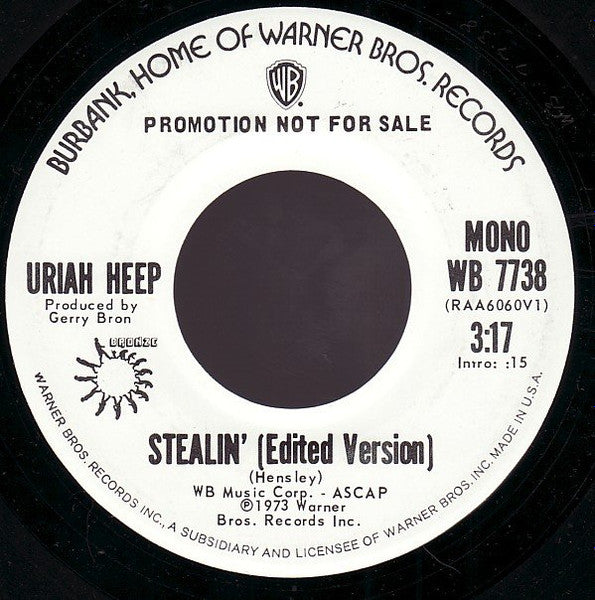 BURBANK, HOME OF WARNER BROS. RECORDS
WB
PROMOTION NOT FOR SALE
URIAH HEEP
Produced by
Gerry Bron
BRONZE
MONO
WB 7738
(RAA6060V1)
3:17
Intro: :15
STEALIN' (Edited Version)
(Hensley)
WB Music Corp. - ASCAP
℗1973 Warner
Bros. Records Inc.
WARNER BROS. RECORDS INC., A SUBSIDIARY AND LICENSEE OF WARNER BROS. INC. MADE IN U.S.A.